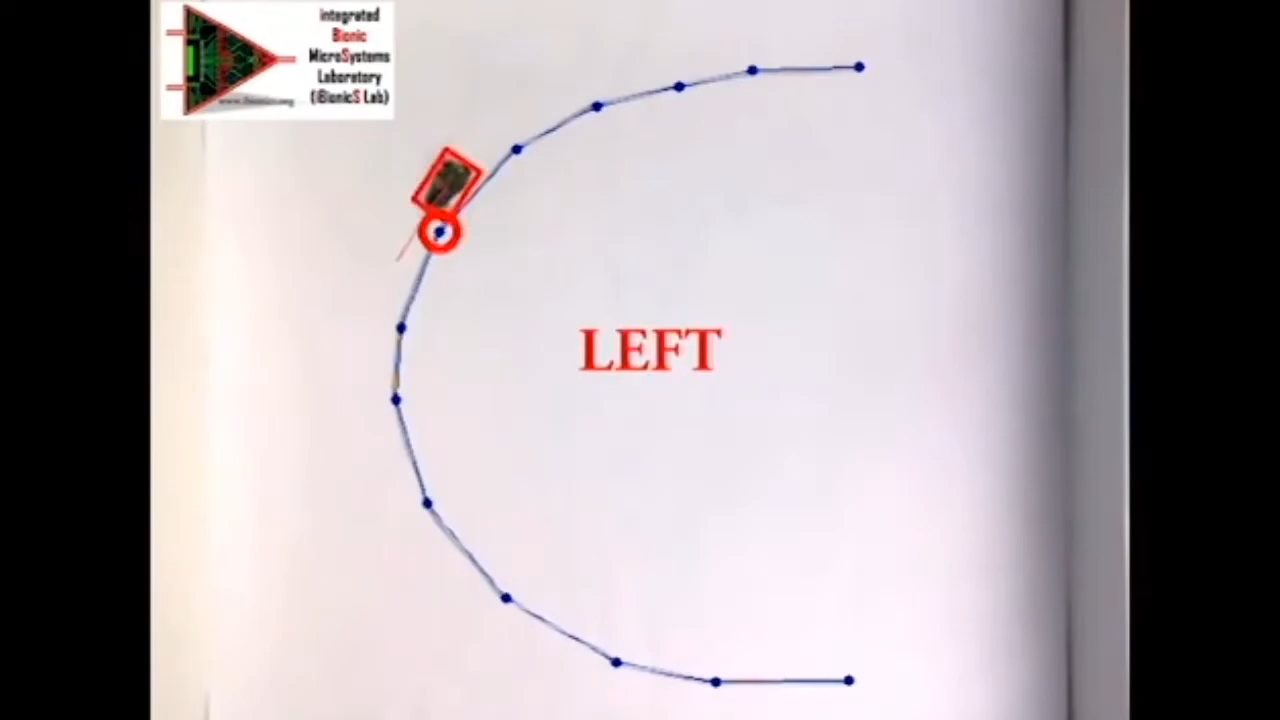 integrated
Bionic
MicroSystems
Laboratory
(iBionicS Lab)
LEFT